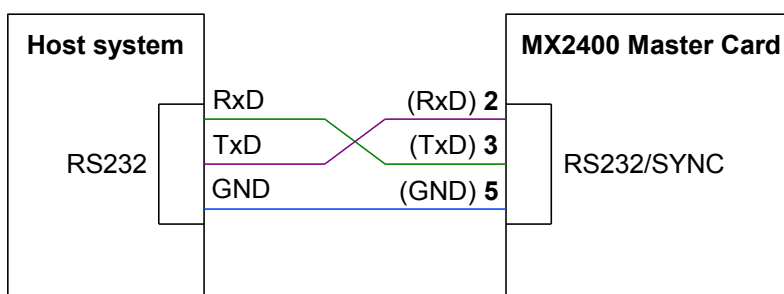 Host system
MX2400 Master Card
RxD
(RxD) 2
TxD
(TxD) 3
RS232
RS232/SYNC
GND
(GND) 5